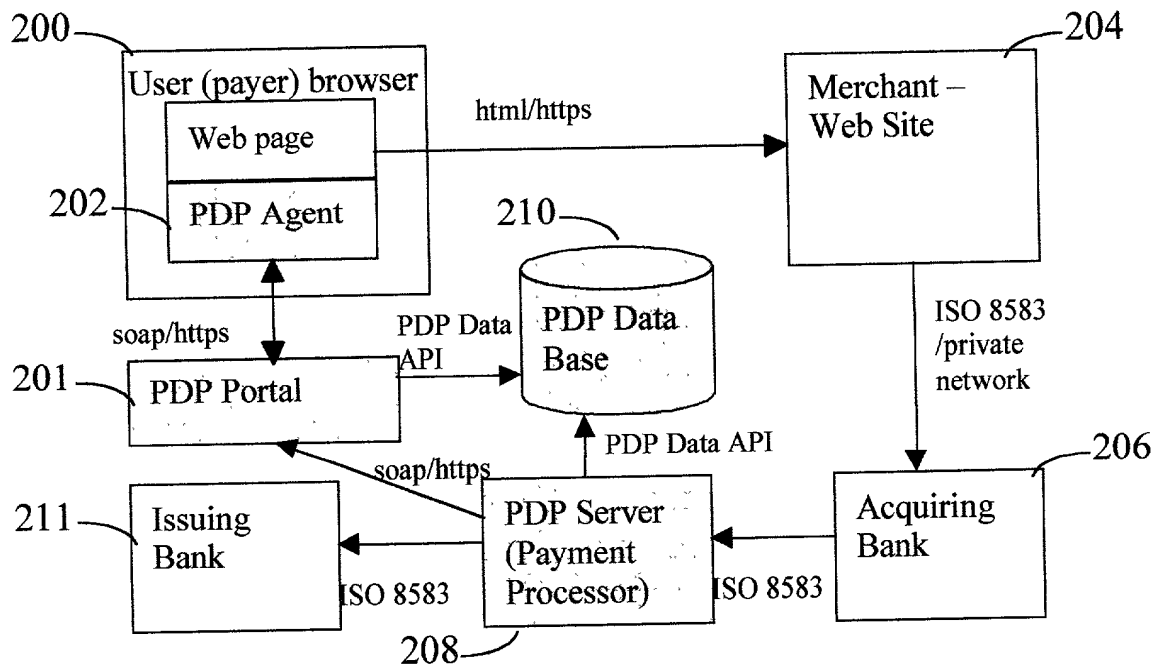 200
204
User (payer) browser
Merchant –
Web Site
html/https
Web page
202
PDP Agent
210
soap/https
PDP Data
API
PDP Data
Base
ISO 8583
/private
network
201
PDP Portal
PDP Data API
soap/https
206
211
Issuing
Bank
PDP Server
(Payment
Processor)
Acquiring
Bank
ISO 8583
ISO 8583
208